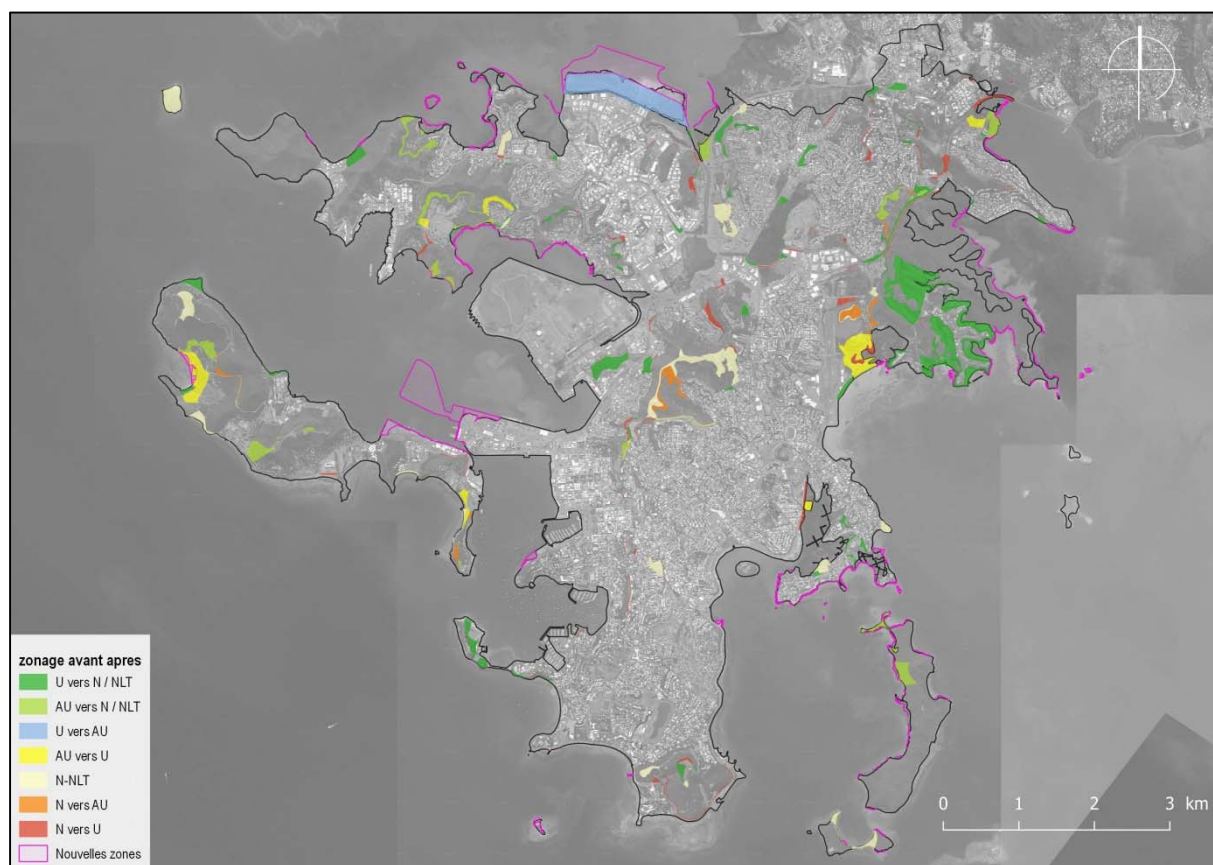 zonage avant apres
U vers N / NLT
AU vers N / NLT
U vers AU
AU vers U
N-NLT
N vers AU
N vers U
Nouvelles zones
0 1 2 3 km